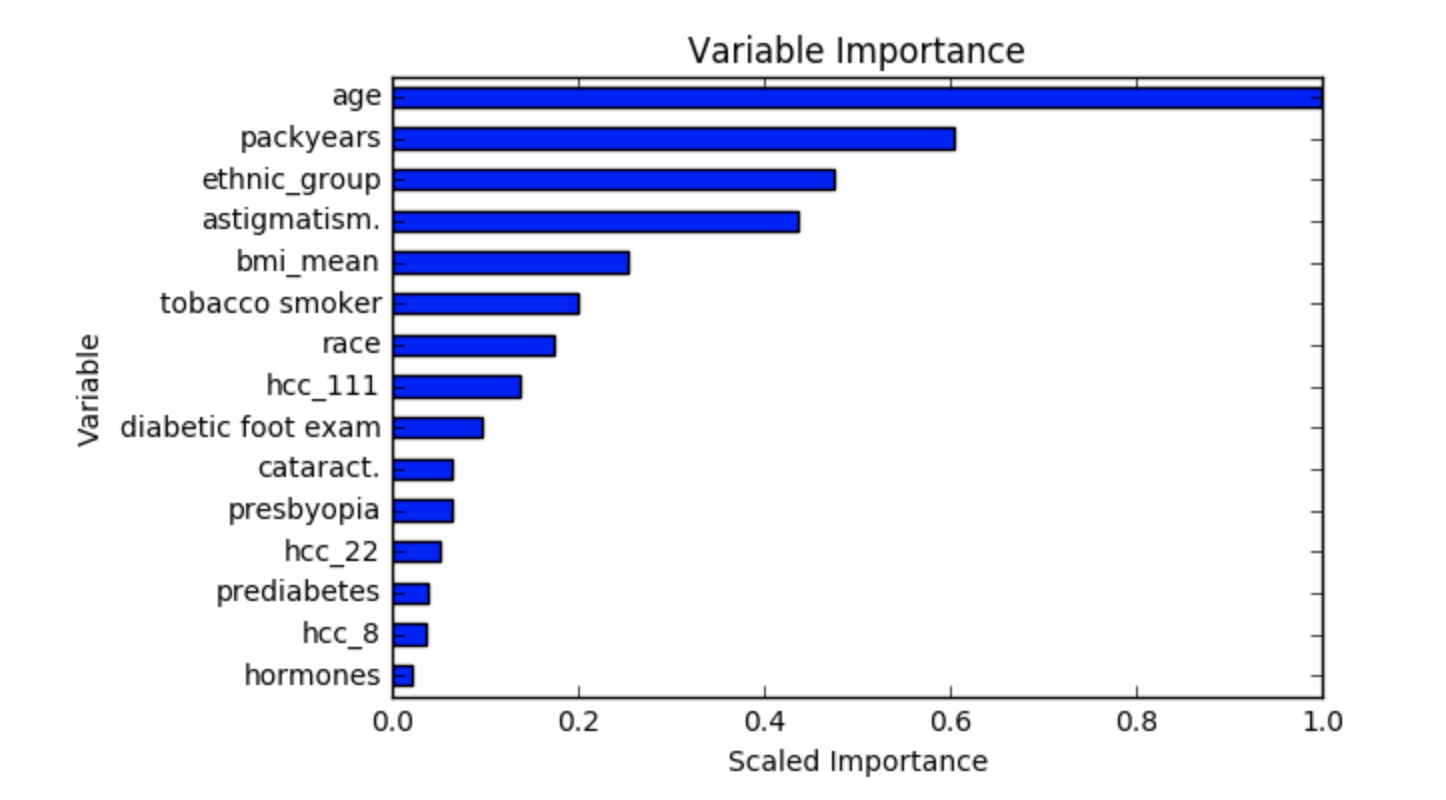 Variable Importance
age
packyears
ethnic_group
astigmatism.
bmi_mean
tobacco smoker
race
hcc_111
diabetic foot exam
cataract.
presbyopia
hcc_22
prediabetes
hcc_8
hormones
Variable
0.0 0.2 0.4 0.6 0.8 1.0
Scaled Importance